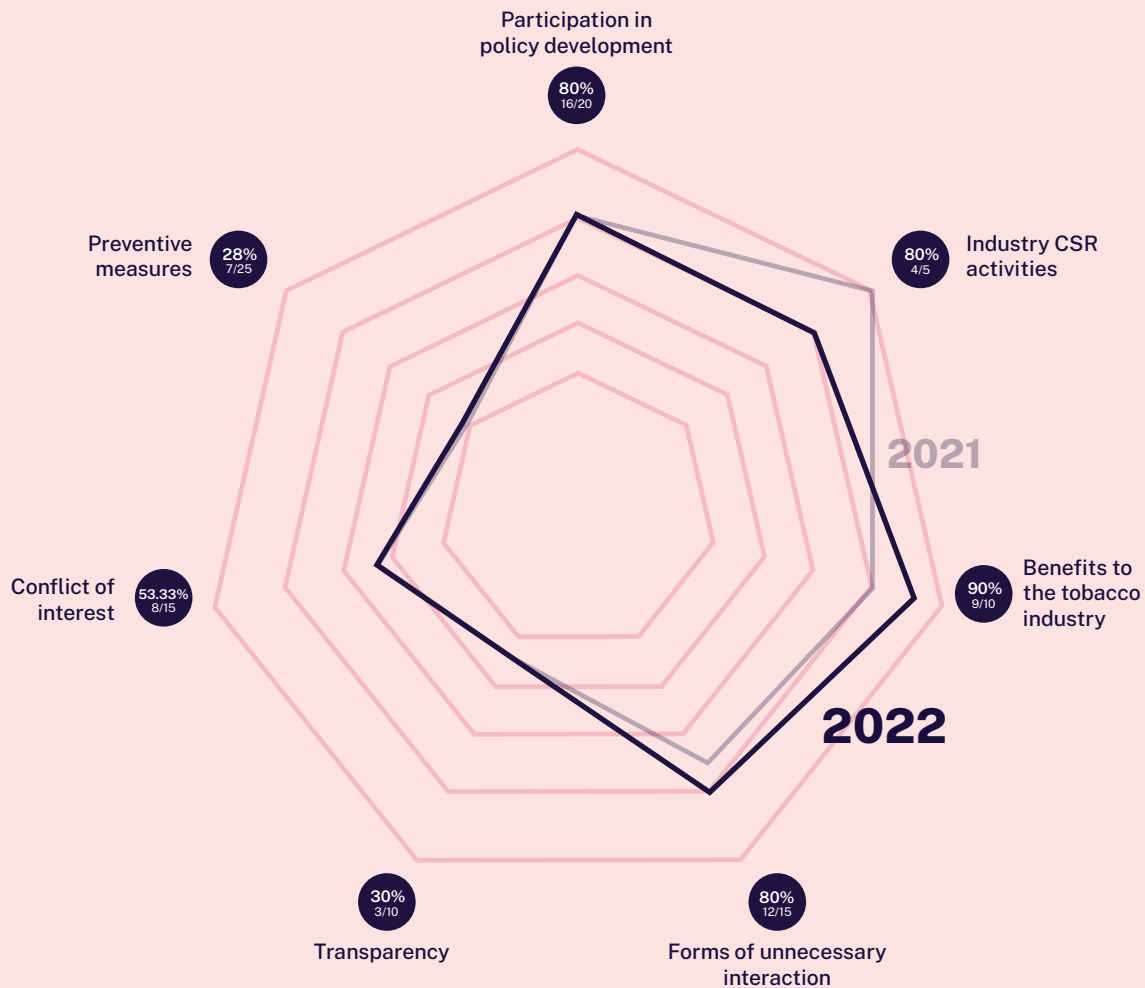 Participation in
policy development
80%
16/20
Preventive
measures
28%
7/25
80%
4/5
Industry CSR
activities
2021
Conflict of
interest
53.33%
8/15
90%
9/10
Benefits to
the tobacco
industry
2022
30%
3/10
Transparency
80%
12/15
Forms of unnecessary
interaction